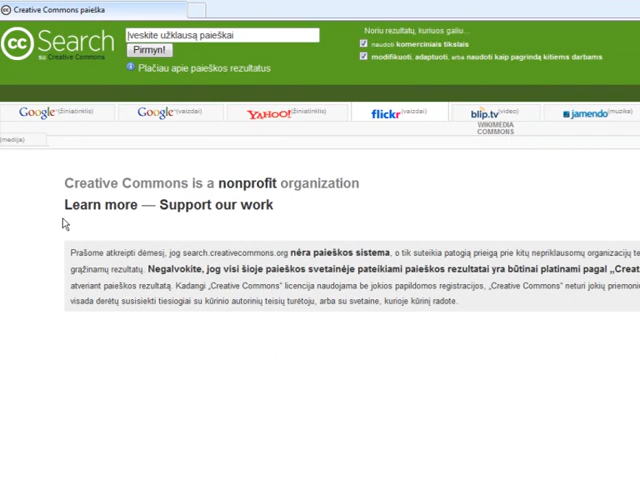 Creative Commons paieška
Noriu rezultatų, kuriuos galiu...
cc Search
su Creative Commons
Įveskite užklausą paieškai
naudoti komerciniais tikslais
Pirmyn!
modifikuoti, adaptuoti, arba naudoti kaip pagrindą kitiems darbams
Plačiau apie paieškos rezultatus
Google (žiniatinklis)
Google (vaizdai)
YAHOO! (žiniatinklis)
flickr (vaizdai)
blip.tv (video)
jamendo (muzika)
WIKIMEDIA
COMMONS
(medija)
Creative Commons is a nonprofit organization
Learn more — Support our work
Prašome atkreipti dėmesį, jog search.creativecommons.org nėra paieškos sistema, o tik suteikia patogią prieigą prie kitų nepriklausomų organizacijų te
grąžinamų rezultatų. Negalvokite, jog visi šioje paieškos svetainėje pateikiami paieškos rezultatai yra būtinai platinami pagal „Creat
atveriant paieškos rezultatą. Kadangi „Creative Commons“ licencija naudojama be jokios papildomos registracijos, „Creative Commons“ neturi jokių priemoni
visada derėtų susisiekti tiesiogiai su kūrinio autorinių teisių turėtoju, arba su svetaine, kurioje kūrinį radote.